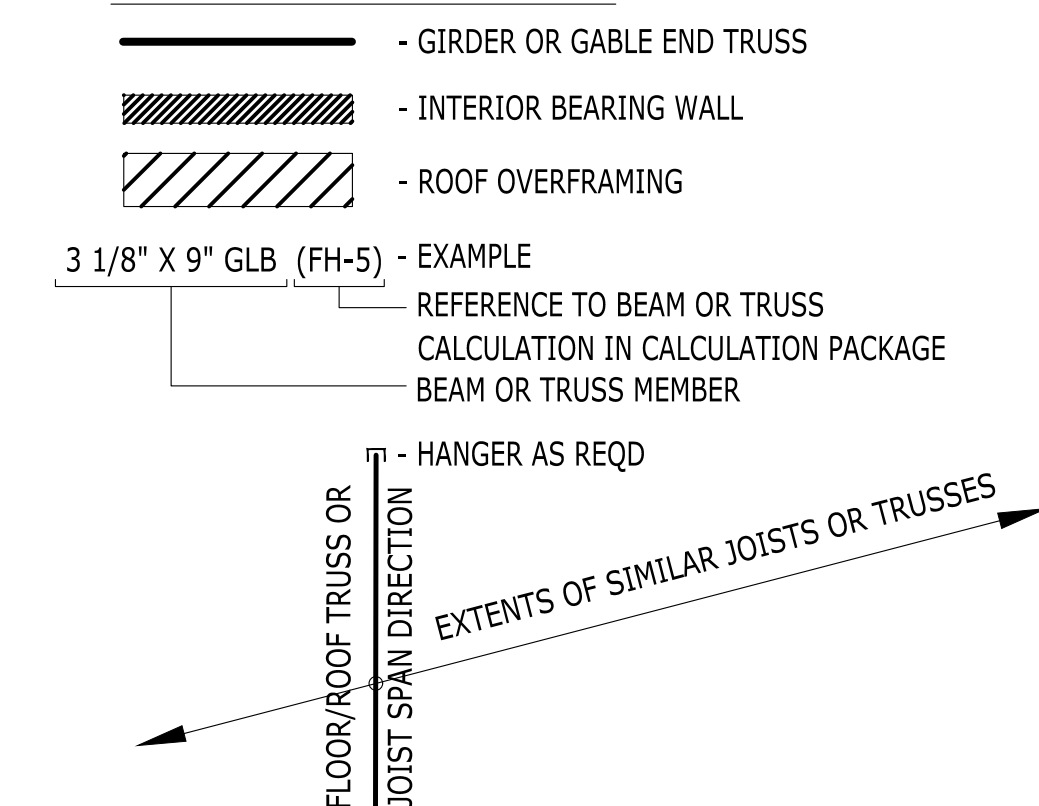 - GIRDER OR GABLE END TRUSS
- INTERIOR BEARING WALL
- ROOF OVERFRAMING
3 1/8" X 9" GLB (FH-5) - EXAMPLE
REFERENCE TO BEAM OR TRUSS
CALCULATION IN CALCULATION PACKAGE
BEAM OR TRUSS MEMBER
- HANGER AS REQD
FLOOR/ROOF TRUSS OR
JOIST SPAN DIRECTION
EXTENTS OF SIMILAR JOISTS OR TRUSSES